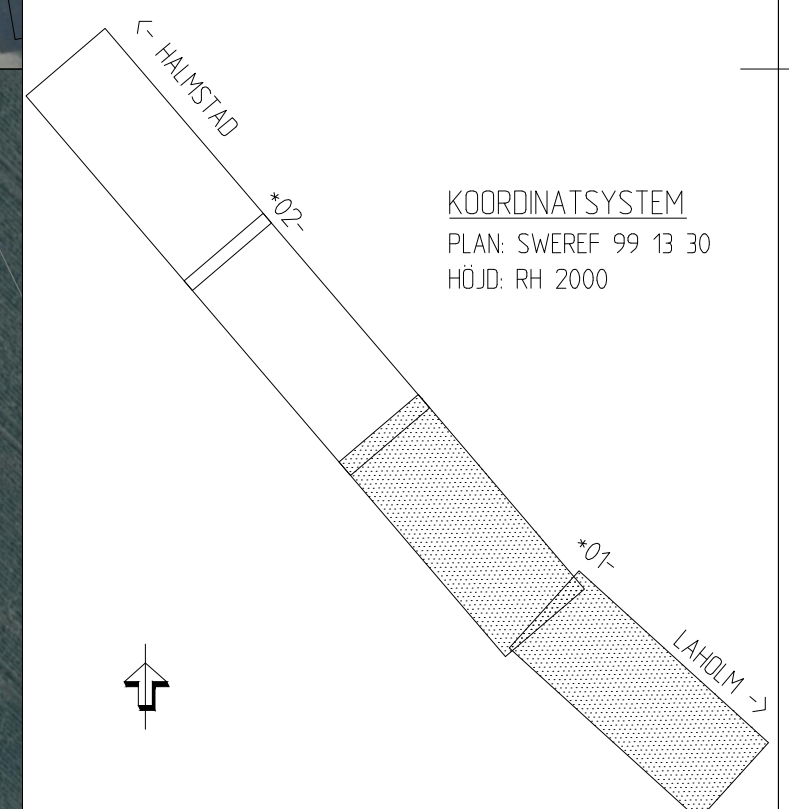 <- HALMSTAD
*02-
KOORDINATSYSTEM
PLAN: SWEREF 99 13 30
HÖJD: RH 2000
*01-
LAHOLM ->